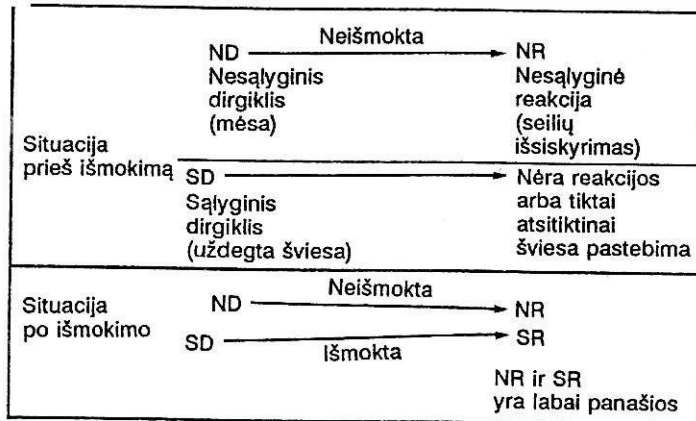 Neišmokta
ND NR
Nesąlyginis Nesąlyginė
dirgiklis reakcija
(mėsa) (seilių
išsiskyrimas)
Situacija
prieš išmokimą
SD Nėra reakcijos
Sąlyginis arba tiktai
dirgiklis atsitiktinai
(uždegta šviesa) šviesa pastebima
Situacija
po išmokimo
Neišmokta
ND NR
SD SR
Išmokta
NR ir SR
yra labai panašios